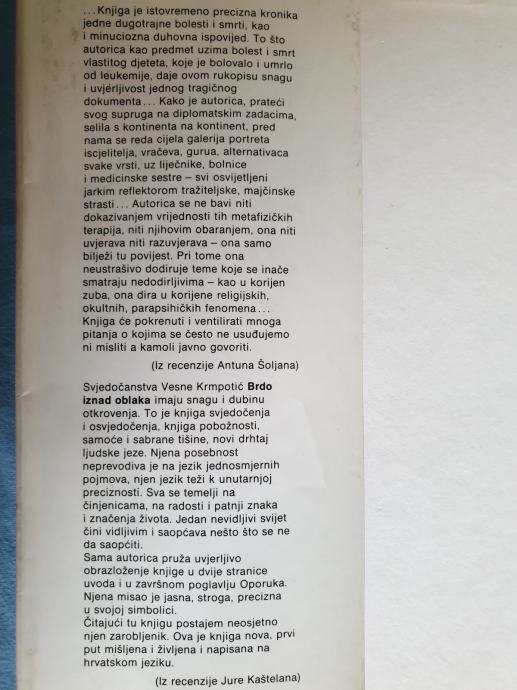 ...Knjiga je istovremeno precizna kronika
jedne dugotrajne bolesti i smrti, kao
i minuciozna duhovna ispovijed. To što
autorica kao predmet uzima bolest i smrt
vlastitog djeteta, koje je bolovalo i umrlo
od leukemije, daje ovom rukopisu snagu
i uvjerljivost jednog tragičnog
dokumenta... Kako je autorica, prateći
svog supruga na diplomatskim zadacima,
selila s kontinenta na kontinent, pred
nama se reda cijela galerija portreta
iscjelitelja, vračeva, gurua, alternativaca
svake vrsti, uz liječnike, bolnice
i medicinske sestre – svi osvijetljeni
jarkim reflektorom tražiteljske, majčinske
strasti... Autorica se ne bavi niti
dokazivanjem vrijednosti tih metafizičkih
terapija, niti njihovim obaranjem, ona niti
uvjerava niti razuvjerava – ona samo
bilježi tu povijest. Pri tome ona
neustrašivo dodiruje teme koje se inače
smatraju nedodirljivima – kao u korijen
zuba, ona dira u korijene religijskih,
okultnih, parapsihičkih fenomena...
Knjiga će pokrenuti i ventilirati mnoga
pitanja o kojima se često ne usuđujemo
ni misliti a kamoli javno govoriti.
(Iz recenzije Antuna Šoljana)
Svjedočanstva Vesne Krmpotić Brdo
iznad oblaka imaju snagu i dubinu
otkrovenja. To je knjiga svjedočenja
i osvjedočenja, knjiga pobožnosti,
samoće i sabrane tišine, novi drhtaj
ljudske jeze. Njena posebnost
neprevodiva je na jezik jednosmjernih
pojmova, njen jezik teži k unutarnjoj
preciznosti. Sva se temelji na
činjenicama, na radosti i patnji znaka
i značenja života. Jedan nevidljivi svijet
čini vidljivim i saopćava nešto što se ne
da saopćiti.
Sama autorica pruža uvjerljivo
obrazloženje knjige u dvije stranice
uvoda i u završnom poglavlju Oporuka.
Njena misao je jasna, stroga, precizna
u svojoj simbolici.
Čitajući tu knjigu postajem neosjetno
njen zarobljenik. Ova je knjiga nova, prvi
put mišljena i življena i napisana na
hrvatskom jeziku.
(Iz recenzije Jure Kaštelana)